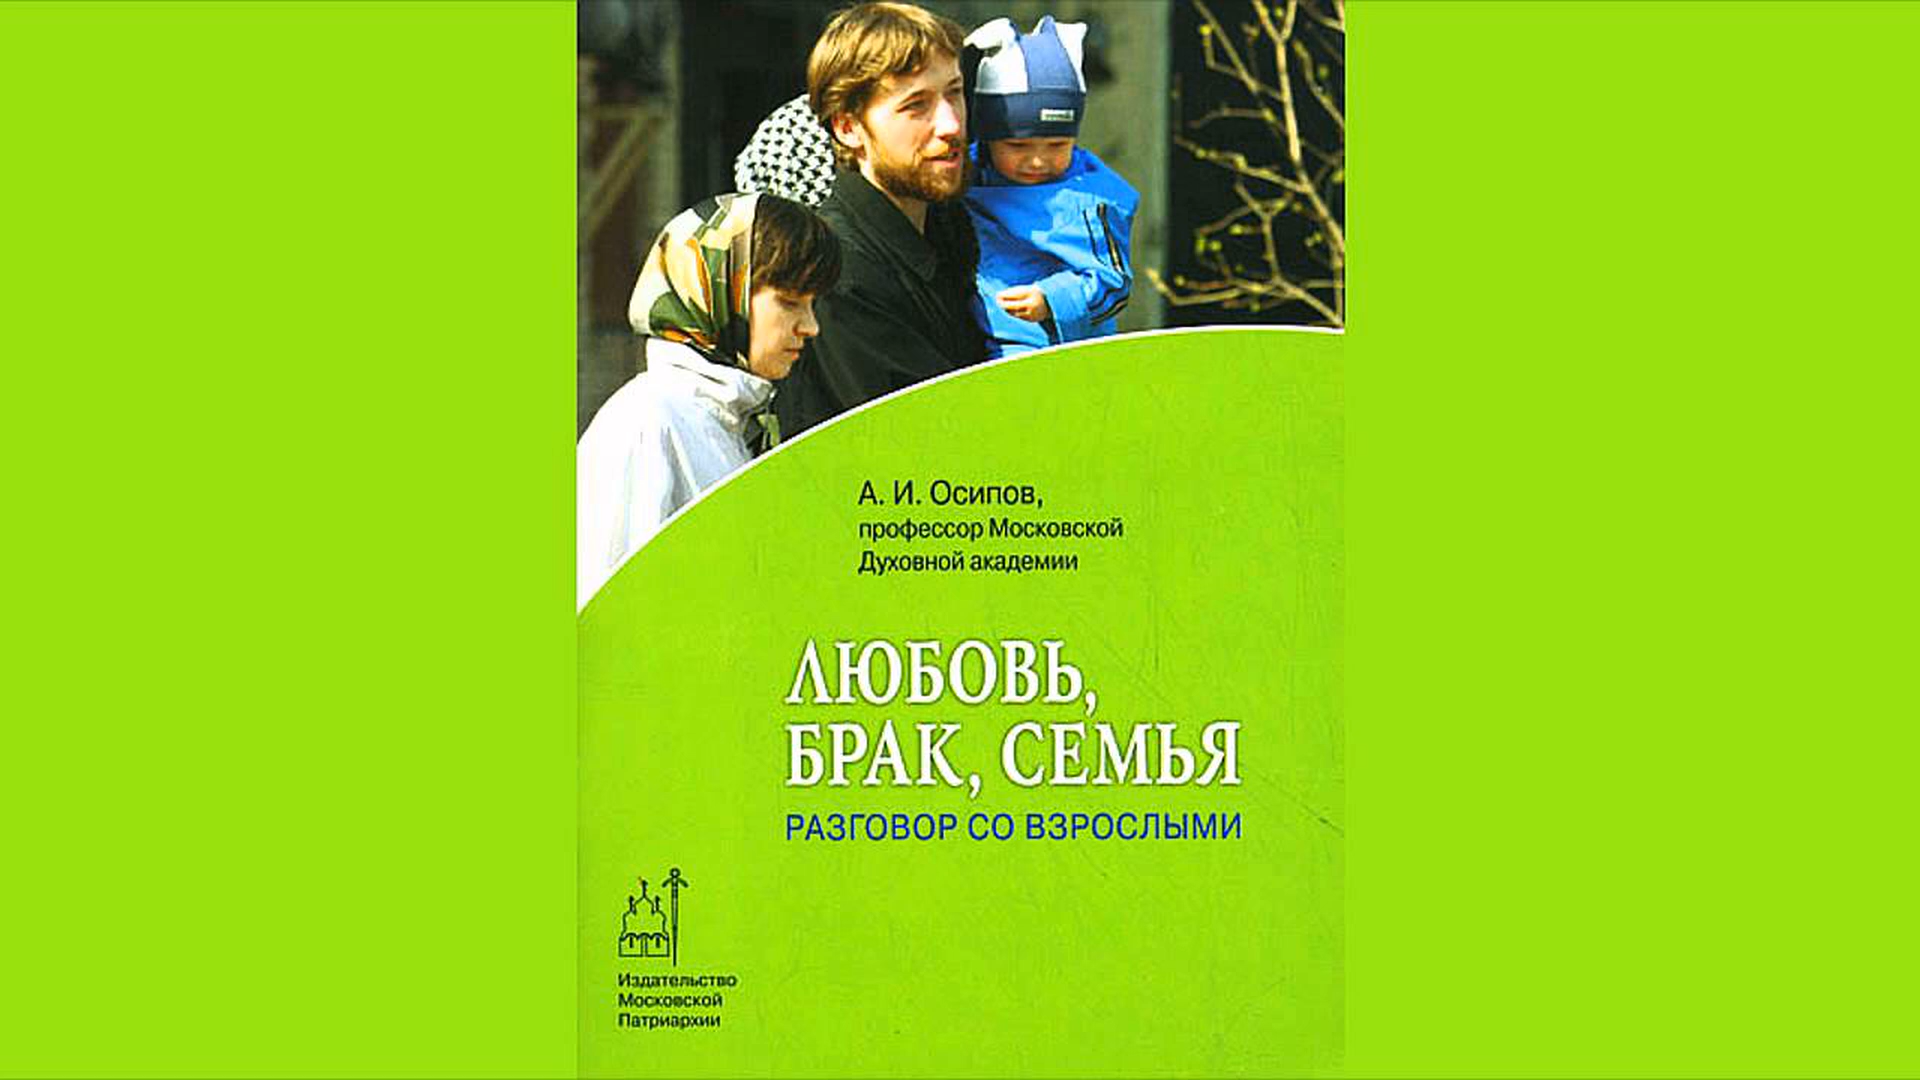 А. И. Осипов,
профессор Московской
Духовной академии
ЛЮБОВЬ,
БРАК, СЕМЬЯ
РАЗГОВОР СО ВЗРОСЛЫМИ
Издательство
Московской
Патриархии